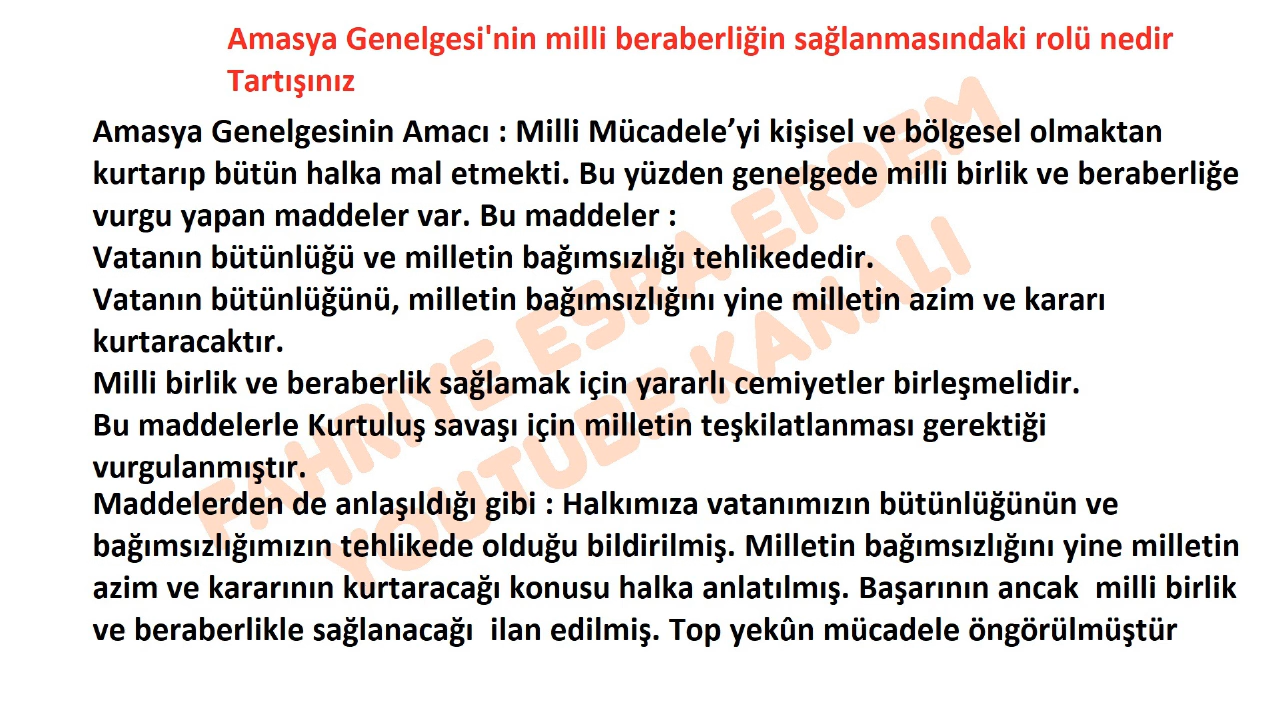 Amasya Genelgesi'nin milli beraberliğin sağlanmasındaki rolü nedir
Tartışınız
Amasya Genelgesinin Amacı : Milli Mücadele’yi kişisel ve bölgesel olmaktan
kurtarıp bütün halka mal etmekti. Bu yüzden genelgede milli birlik ve beraberliğe
vurgu yapan maddeler var. Bu maddeler :
Vatanın bütünlüğü ve milletin bağımsızlığı tehlikededir.
Vatanın bütünlüğünü, milletin bağımsızlığını yine milletin azim ve kararı
kurtaracaktır.
Milli birlik ve beraberlik sağlamak için yararlı cemiyetler birleşmelidir.
Bu maddelerle Kurtuluş savaşı için milletin teşkilatlanması gerektiği
vurgulanmıştır.
Maddelerden de anlaşıldığı gibi : Halkımıza vatanımızın bütünlüğünün ve
bağımsızlığımızın tehlikede olduğu bildirilmiş. Milletin bağımsızlığını yine milletin
azim ve kararının kurtaracağı konusu halka anlatılmış. Başarının ancak  milli birlik
ve beraberlikle sağlanacağı  ilan edilmiş. Top yekûn mücadele öngörülmüştür
FAHRİYE ESRA ERDEM
YOUTUBE KANALI